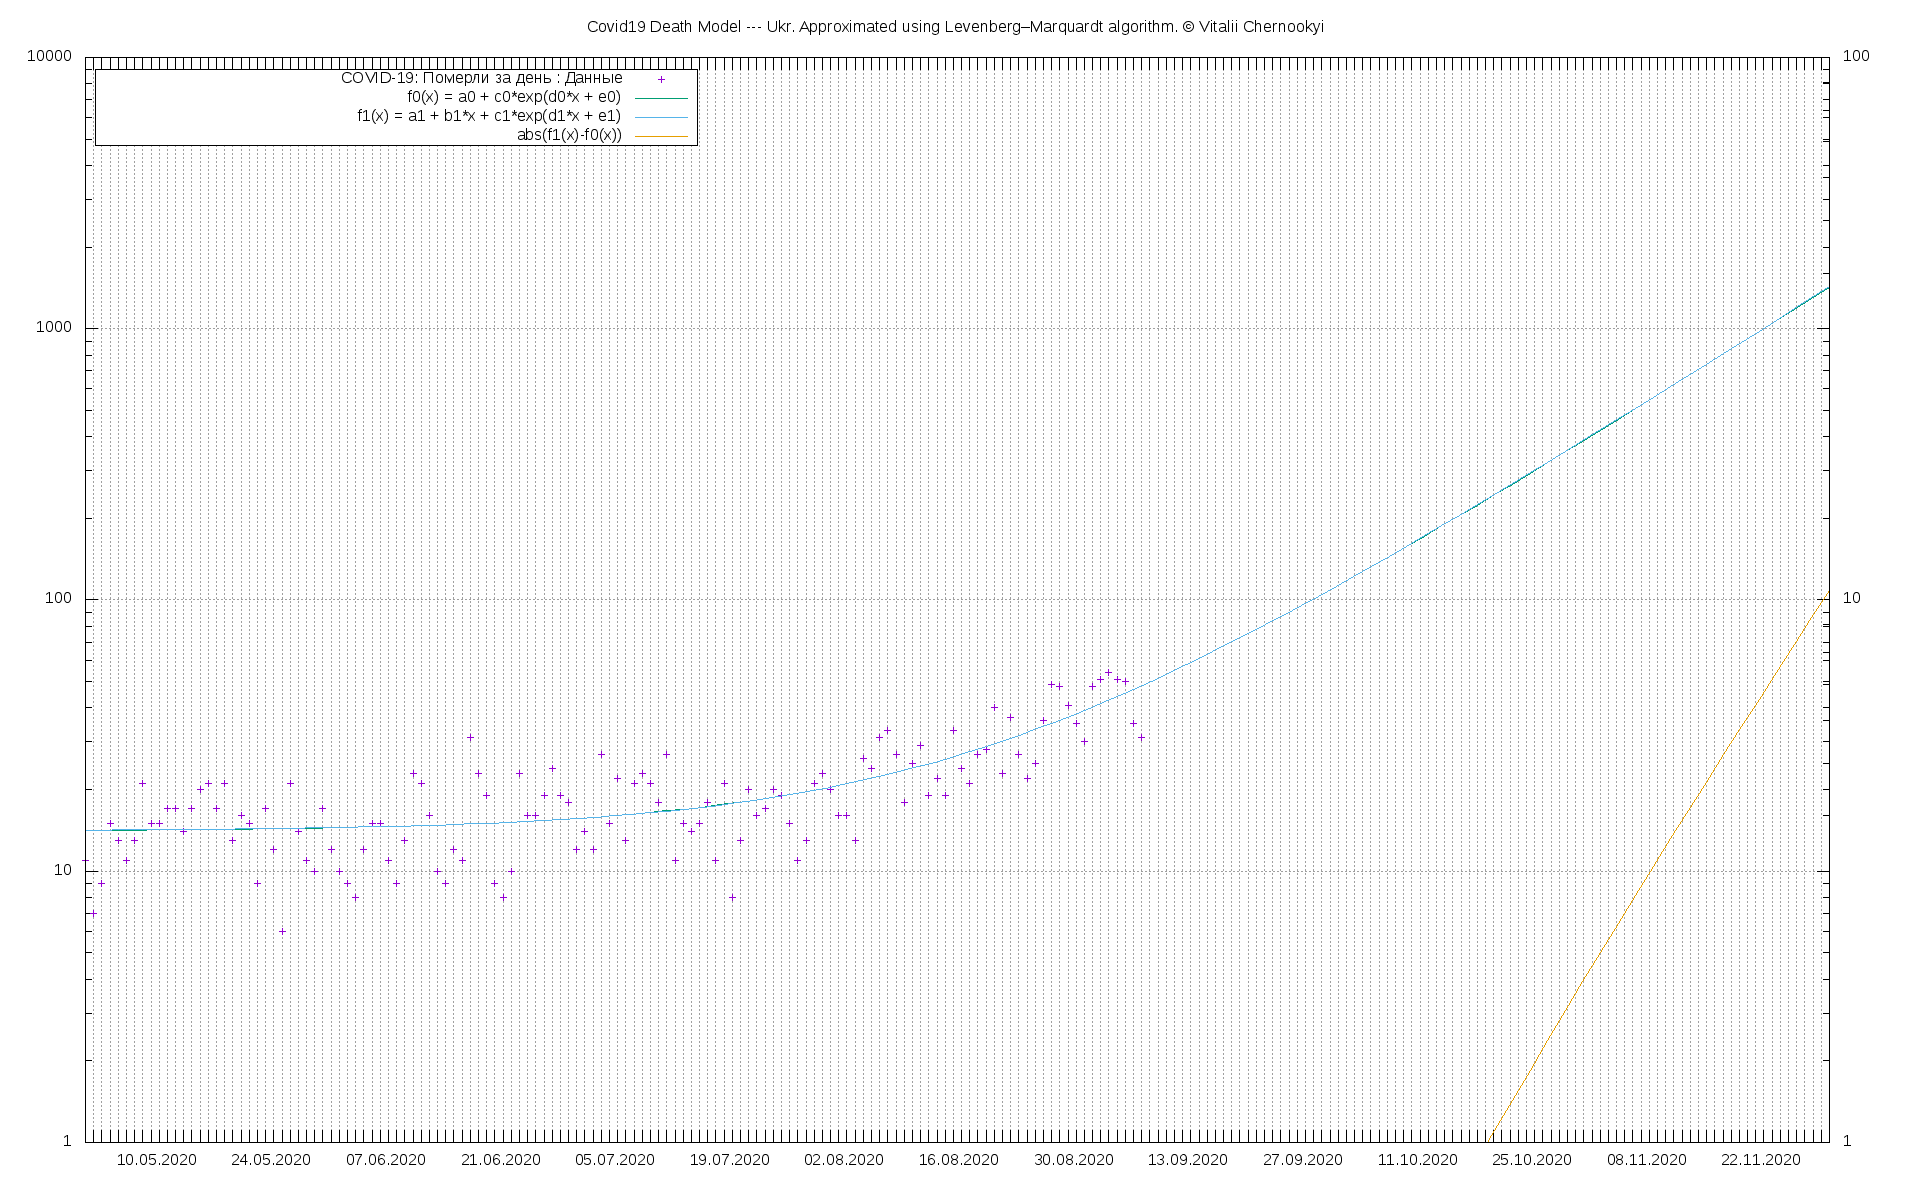 Covid19 Death Model --- Ukr. Approximated using Levenberg–Marquardt algorithm. © Vitalii Chernookyi
10000
100
COVID-19: Померли за день : Данные
f0(x) = a0 + c0*exp(d0*x + e0)
f1(x) = a1 + b1*x + c1*exp(d1*x + e1)
abs(f1(x)-f0(x))
1000
100
10
10
1
1
10.05.2020 24.05.2020 07.06.2020 21.06.2020 05.07.2020 19.07.2020 02.08.2020 16.08.2020 30.08.2020 13.09.2020 27.09.2020 11.10.2020 25.10.2020 08.11.2020 22.11.2020